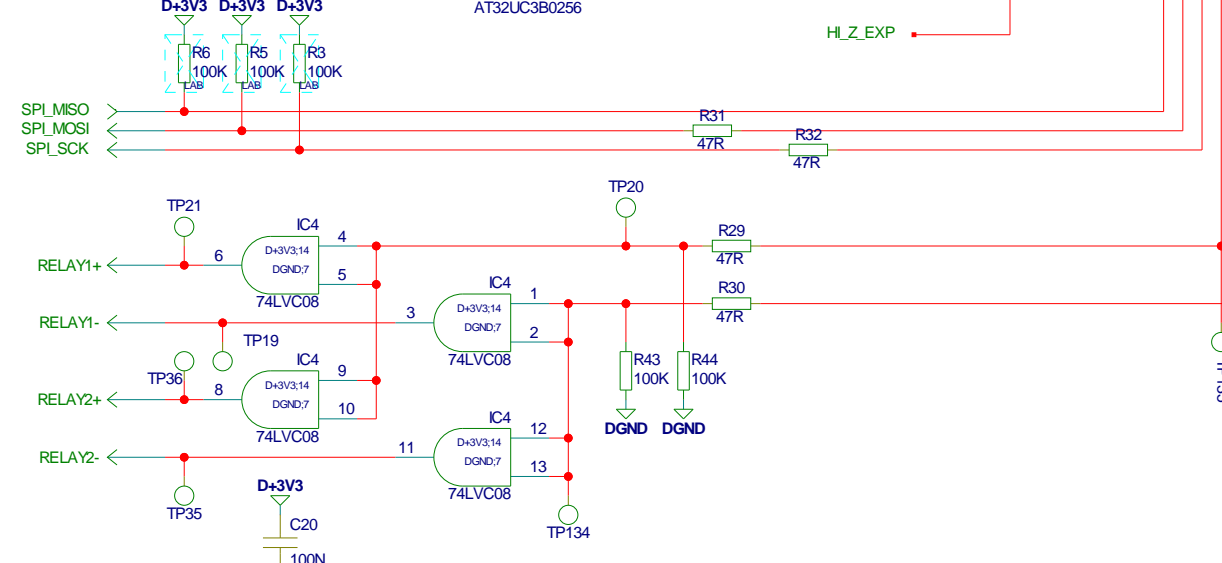 D+3V3 D+3V3 D+3V3
AT32UC3B0256
HI_Z_EXP
R6 R5 R3
100K 100K 100K
LAB LAB LAB
SPI_MISO
SPI_MOSI
SPI_SCK
R31
47R
R32
47R
TP20
TP21
IC4
D+3V3;14
DGND;7
74LVC08
4
5
6
RELAY1+
R29
47R
R30
47R
IC4
D+3V3;14
DGND;7
74LVC08
1
2
3
RELAY1-
TP19
TP36
IC4
D+3V3;14
DGND;7
74LVC08
9
10
8
RELAY2+
R43
100K
R44
100K
DGND DGND
IC4
D+3V3;14
DGND;7
74LVC08
12
13
11
RELAY2-
TP35
TP134
D+3V3
C20
100N